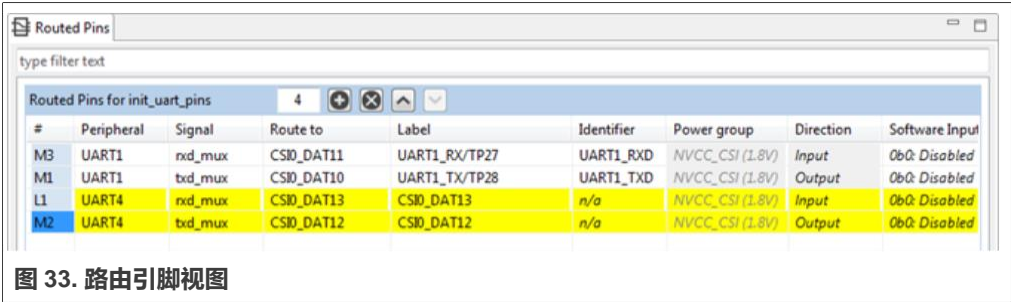 Routed Pins
type filter text
Routed Pins for init_uart_pins 4
# Peripheral Signal Route to Label Identifier Power group Direction Software Input
M3 UART1 rxd_mux CSI0_DAT11 UART1_RX/TP27 UART1_RXD NVCC_CSI (1.8V) Input 0b0: Disabled
M1 UART1 txd_mux CSI0_DAT10 UART1_TX/TP28 UART1_TXD NVCC_CSI (1.8V) Output 0b0: Disabled
L1 UART4 rxd_mux CSI0_DAT13 CSI0_DAT13 n/a NVCC_CSI (1.8V) Input 0b0: Disabled
M2 UART4 txd_mux CSI0_DAT12 CSI0_DAT12 n/a NVCC_CSI (1.8V) Output 0b0: Disabled
图 33. 路由引脚视图